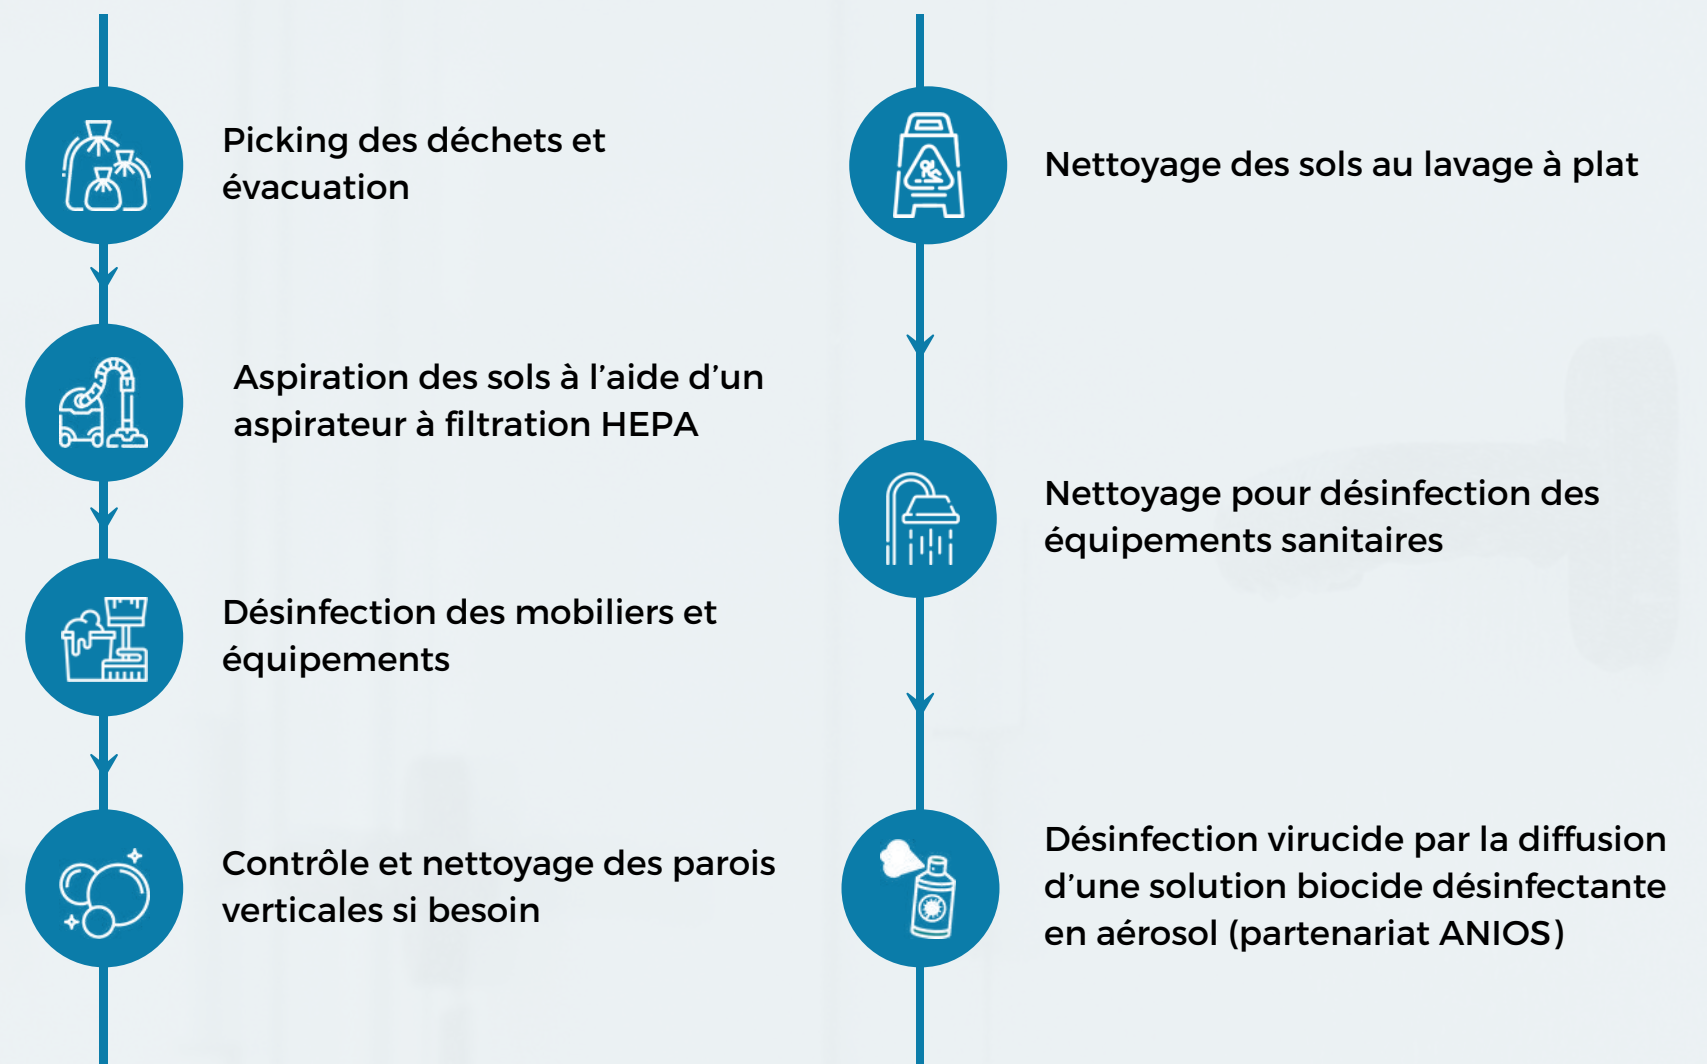 Picking des déchets et
évacuation
Aspiration des sols à l’aide d’un
aspirateur à filtration HEPA
Désinfection des mobiliers et
équipements
Contrôle et nettoyage des parois
verticales si besoin
Nettoyage des sols au lavage à plat
Nettoyage pour désinfection des
équipements sanitaires
Désinfection virucide par la diffusion
d’une solution biocide désinfectante
en aérosol (partenariat ANIOS)